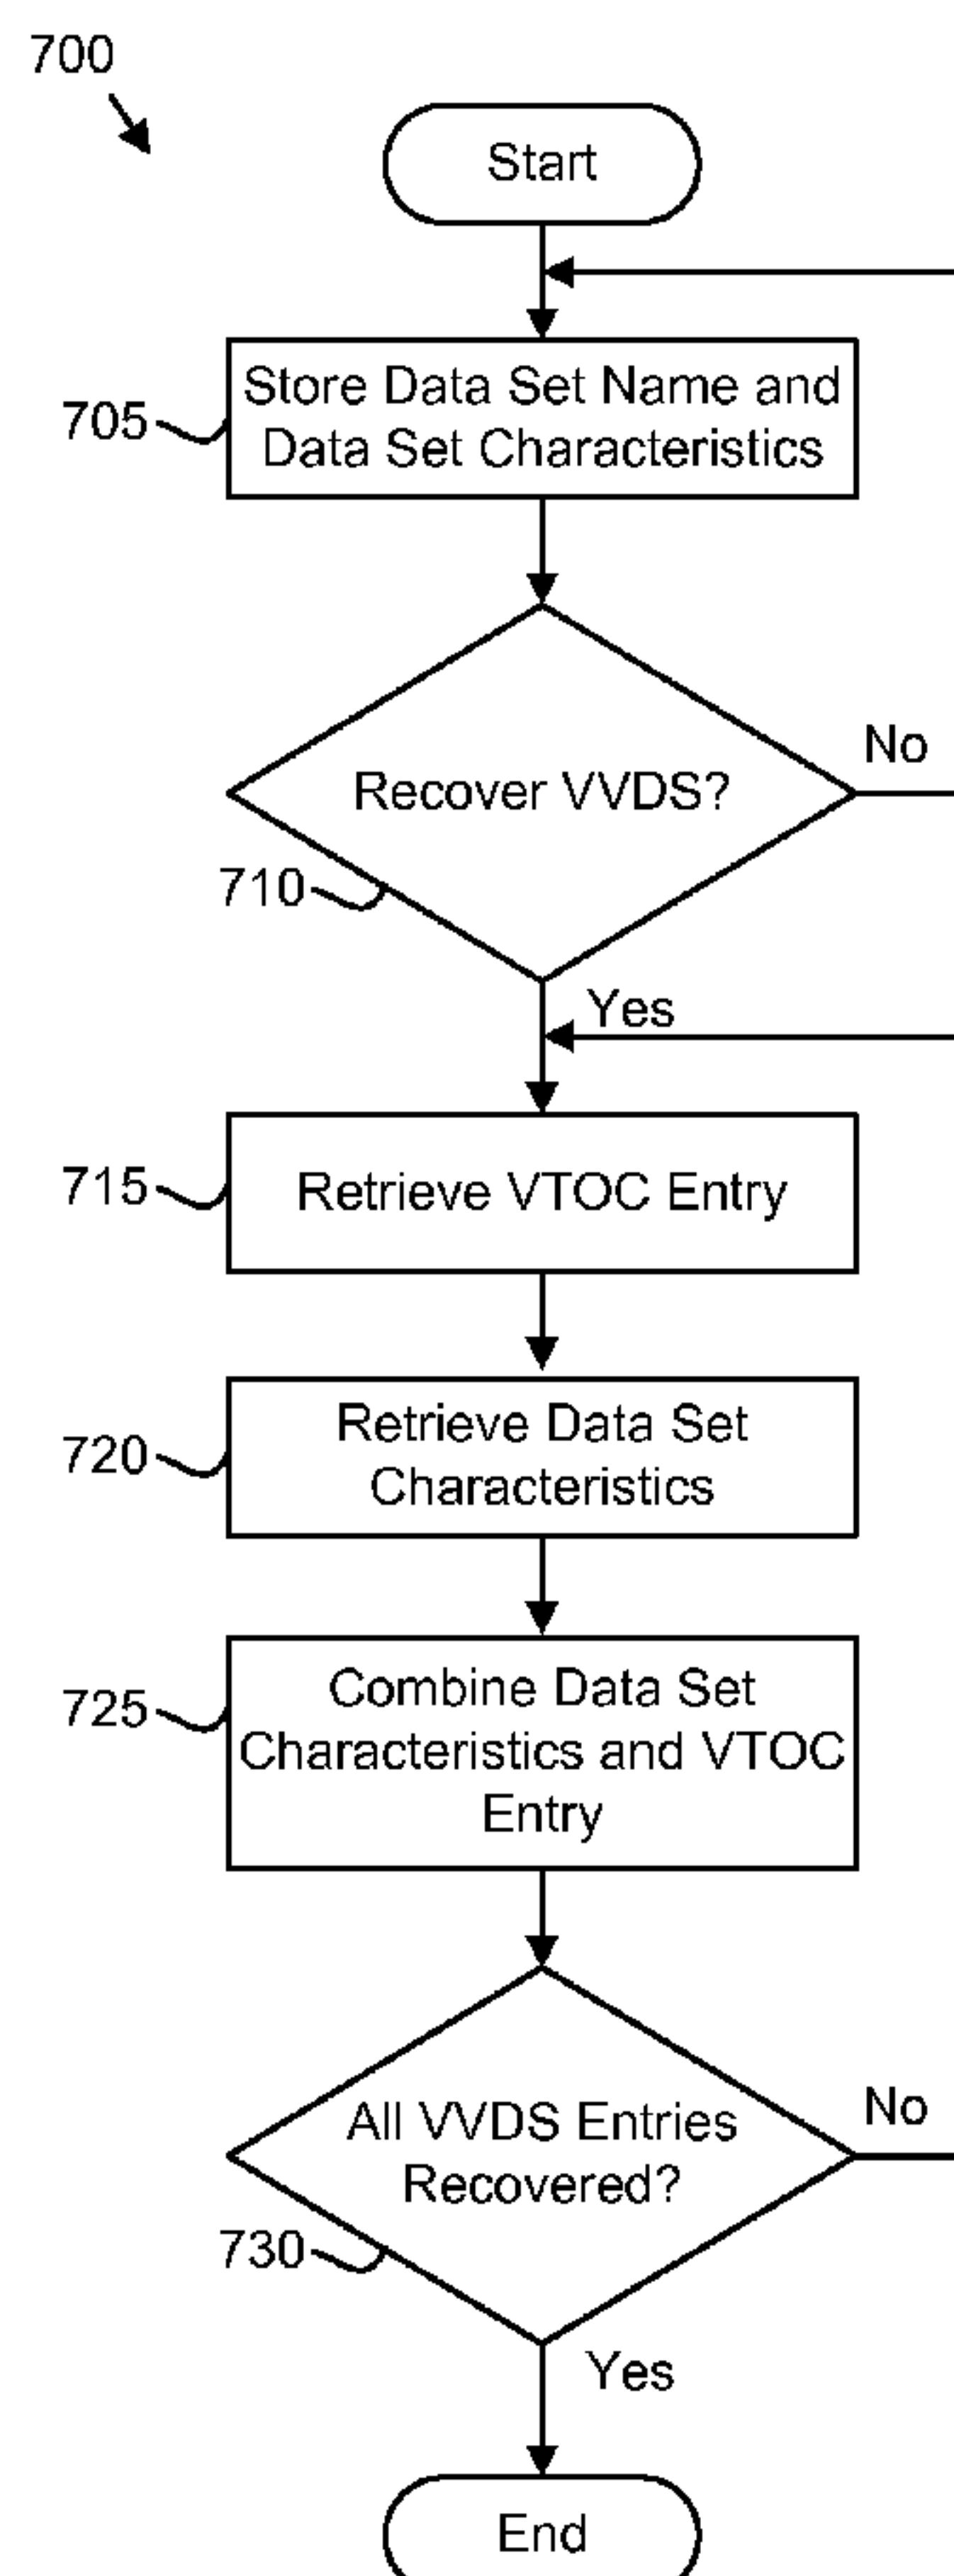 700
Start
705
Store Data Set Name and
Data Set Characteristics
Recover VVDS?
No
710
Yes
715
Retrieve VTOC Entry
720
Retrieve Data Set
Characteristics
725
Combine Data Set
Characteristics and VTOC
Entry
All VVDS Entries
Recovered?
No
730
Yes
End